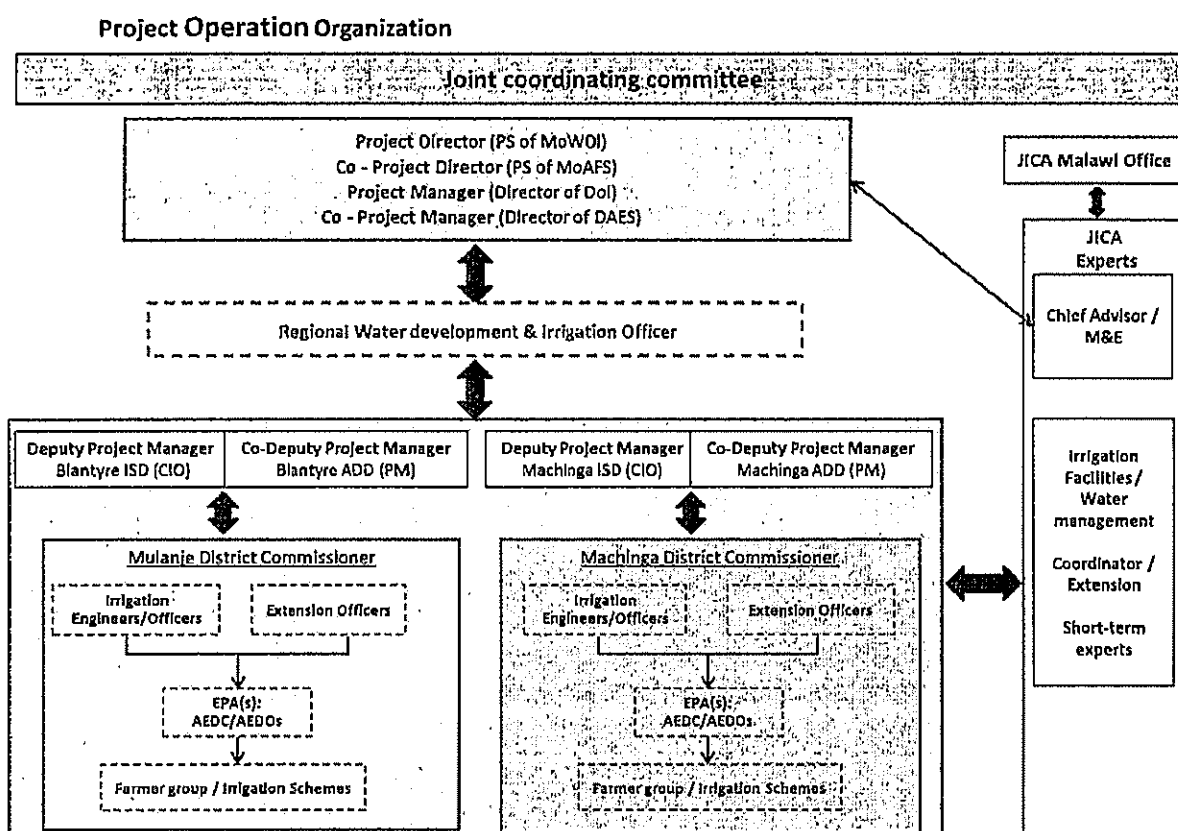 Project Operation Organization
Joint coordinating committee
Project Director (PS of MoWDI)
Co - Project Director (PS of MoAFS)
Project Manager (Director of DoI)
Co - Project Manager (Director of DAES)
JICA Malawi Office
JICA
Experts
Chief Advisor /
M&E
Regional Water development & Irrigation Officer
Deputy Project Manager
Blantyre ISD (CIO)
Co-Deputy Project Manager
Blantyre ADD (PM)
Deputy Project Manager
Machinga ISD (CIO)
Co-Deputy Project Manager
Machinga ADD (PM)
Irrigation
Facilities /
Water
management
Coordinator /
Extension
Short-term
experts
Mulanje District Commissioner
Irrigation
Engineers/Officers
Extension Officers
EPA(s):
AEDC/AEDOs
Farmer group / Irrigation Schemes
Machinga District Commissioner
Irrigation
Engineers/Officers
Extension Officers
EPA(s):
AEDC/AEDOs
Farmer group / Irrigation Schemes